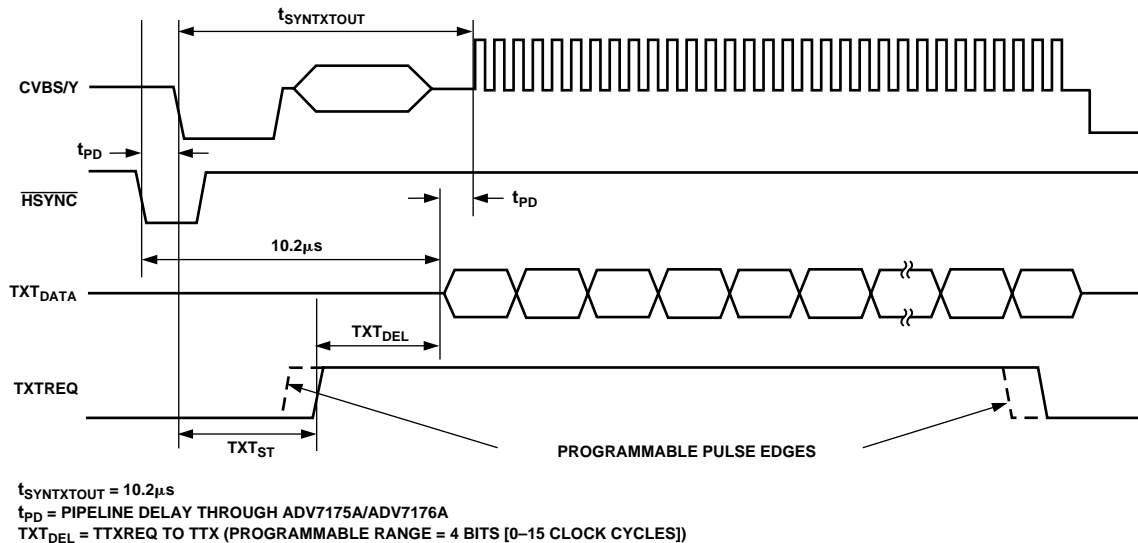 tSYNTXTOUT
CVBS/Y
tPD
HSYNC
tPD
10.2μs
TXTDATA
TXTDEL
TXTREQ
TXTST
PROGRAMMABLE PULSE EDGES
tSYNTXTOUT = 10.2μs
tPD = PIPELINE DELAY THROUGH ADV7175A/ADV7176A
TXTDEL = TTXREQ TO TTX (PROGRAMMABLE RANGE = 4 BITS [0–15 CLOCK CYCLES])